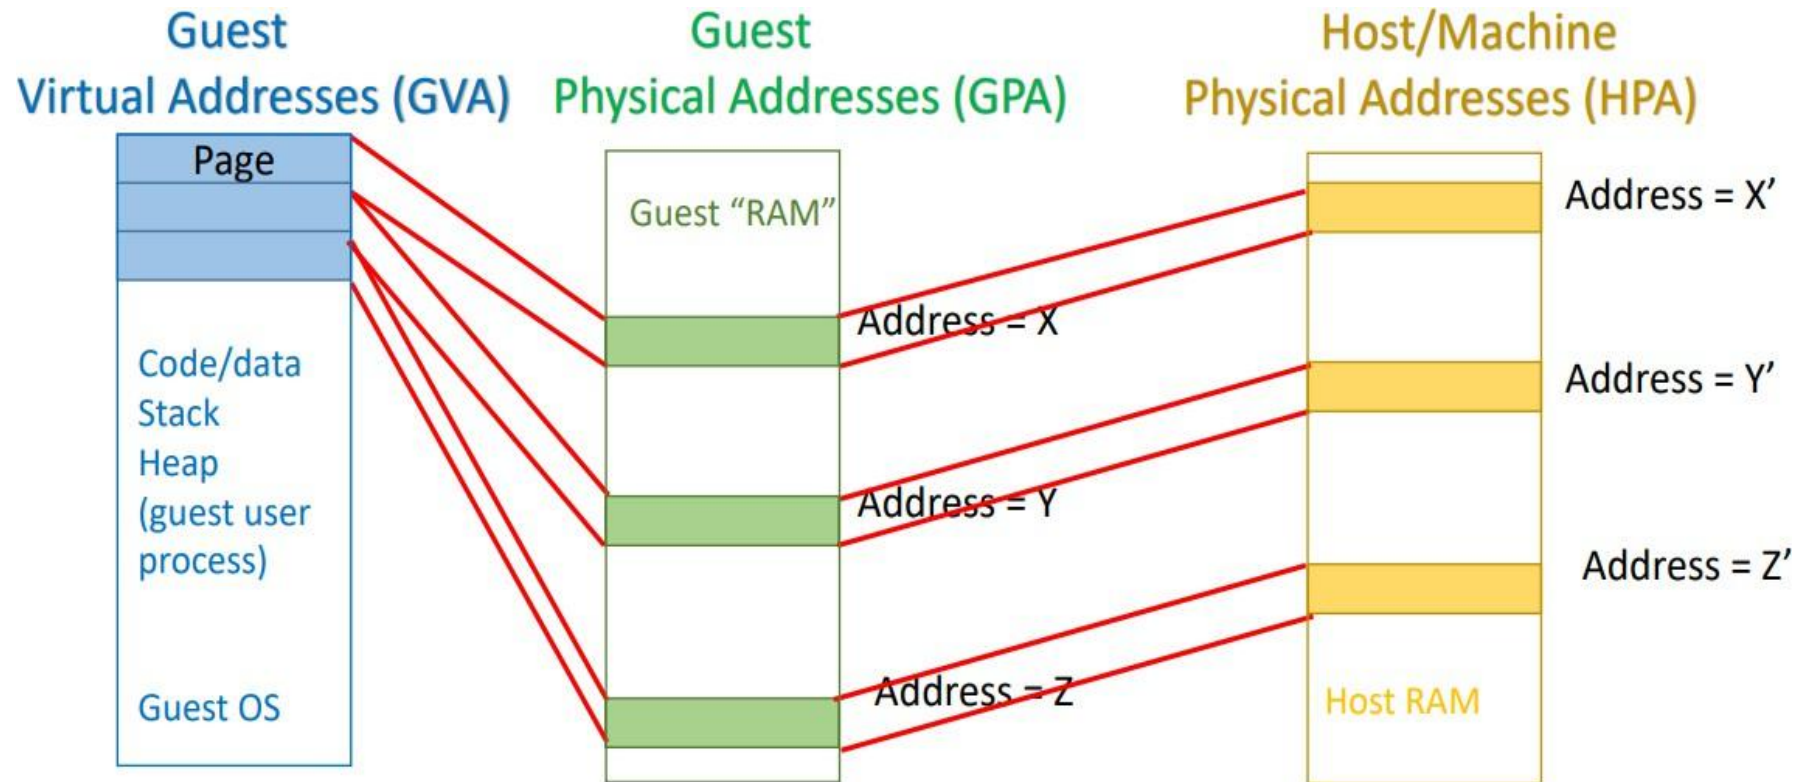 Guest
Virtual Addresses (GVA)
Guest
Physical Addresses (GPA)
Host/Machine
Physical Addresses (HPA)
Page
Code/data
Stack
Heap
(guest user
process)
Guest OS
Guest “RAM”
Address = X
Address = Y
Address = Z
Address = X’
Address = Y’
Address = Z’
Host RAM